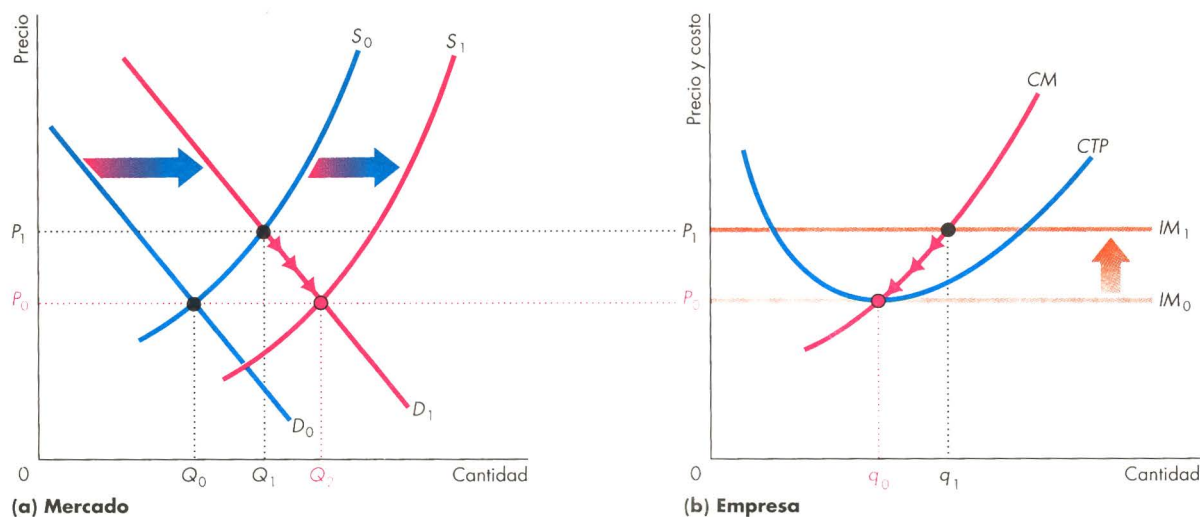 Precio
S₀
S₁
P₁
P₀
D₀
D₁
0
Q₀
Q₁
Q₂
Cantidad
(a) Mercado
Precio y costo
CM
CTP
P₁
P₀
IM₁
IM₀
0
q₀
q₁
Cantidad
(b) Empresa